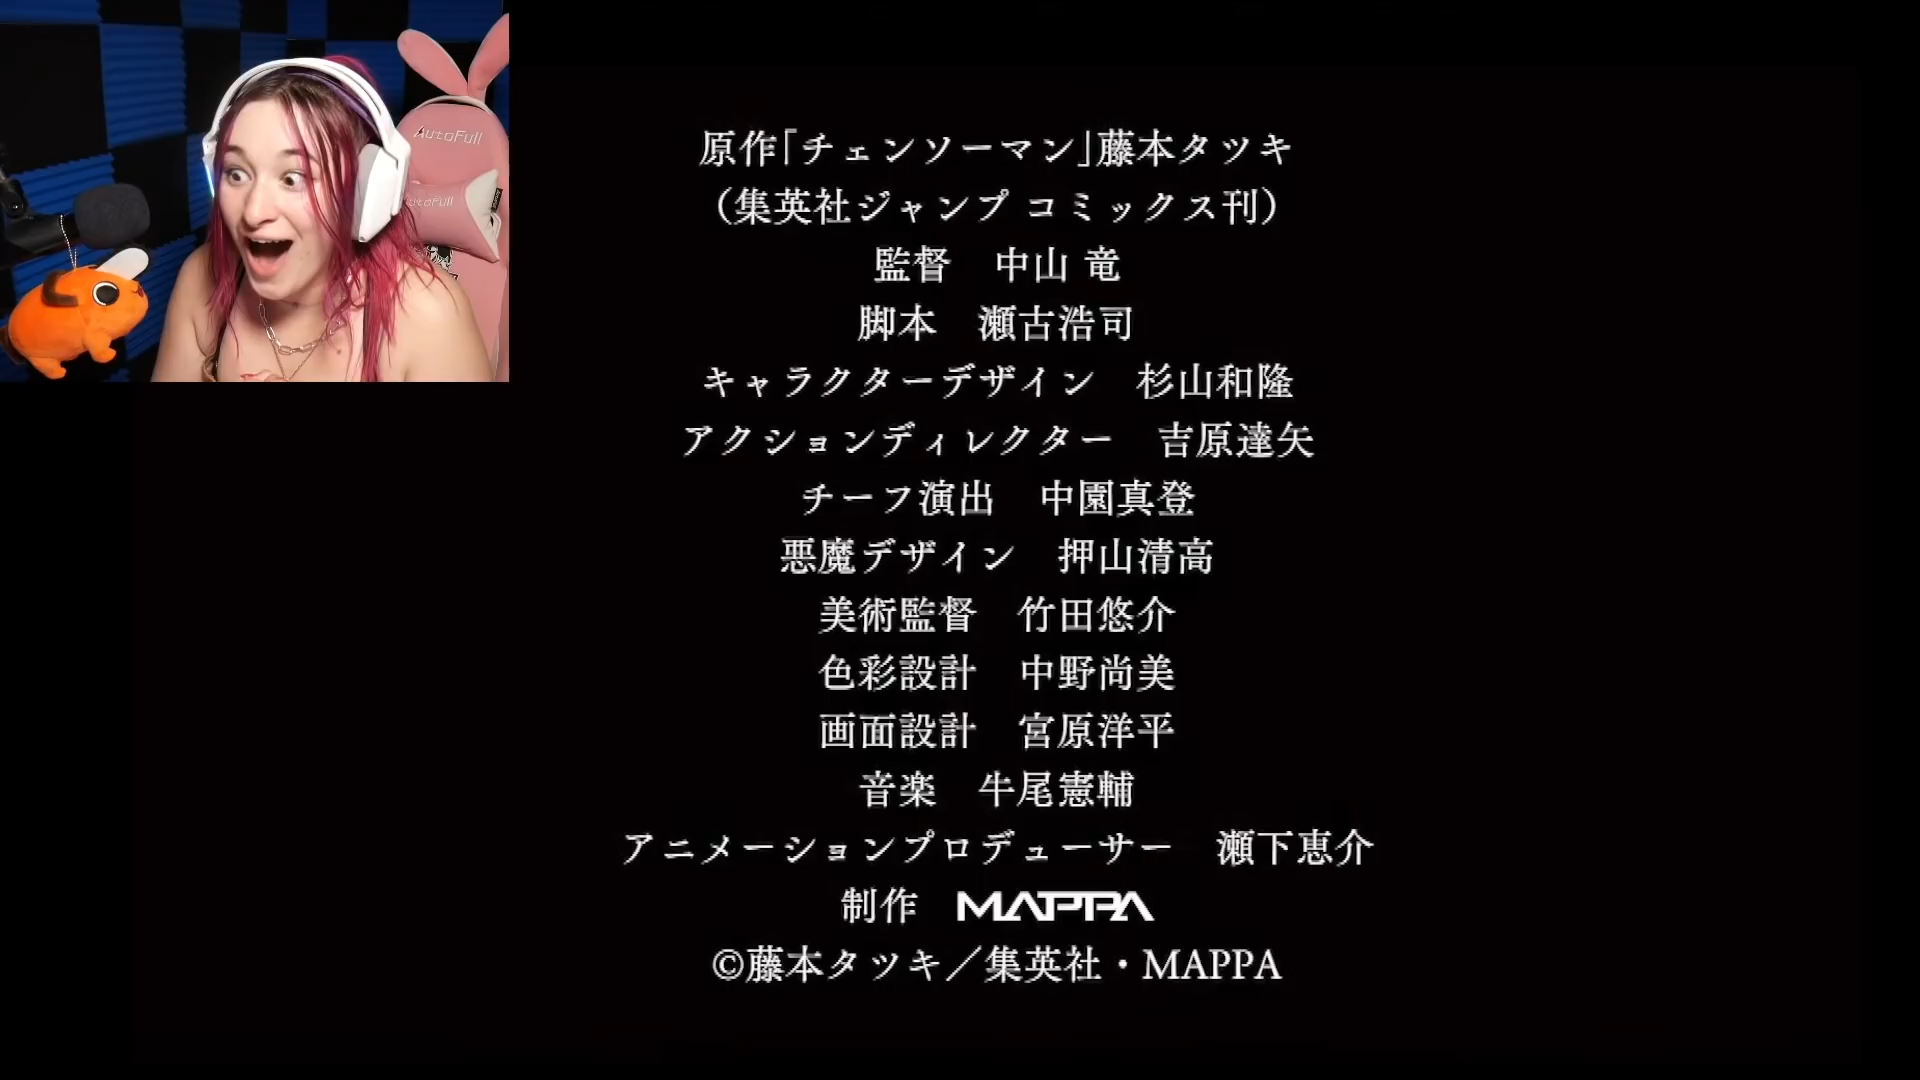 AutoFull
AutoFull
原作「チェンソーマン」藤本タツキ
（集英社ジャンプ コミックス刊）
監督　中山 竜
脚本　瀬古浩司
キャラクターデザイン　杉山和隆
アクションディレクター　吉原達矢
チーフ演出　中園真登
悪魔デザイン　押山清高
美術監督　竹田悠介
色彩設計　中野尚美
画面設計　宮原洋平
音楽　牛尾憲輔
アニメーションプロデューサー　瀬下恵介
制作　MAPPA
©藤本タツキ／集英社・MAPPA